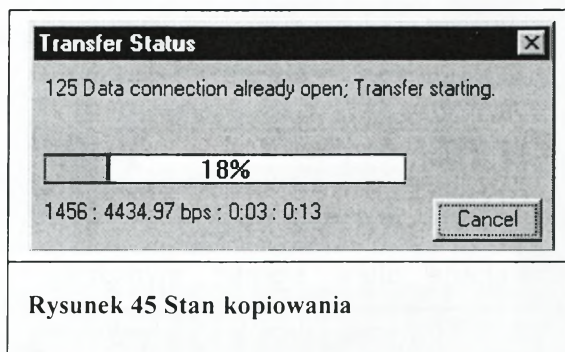 Transfer Status
125 Data connection already open; Transfer starting.
18%
1456 : 4434.97 bps : 0:03 : 0:13
Cancel
Rysunek 45 Stan kopiowania